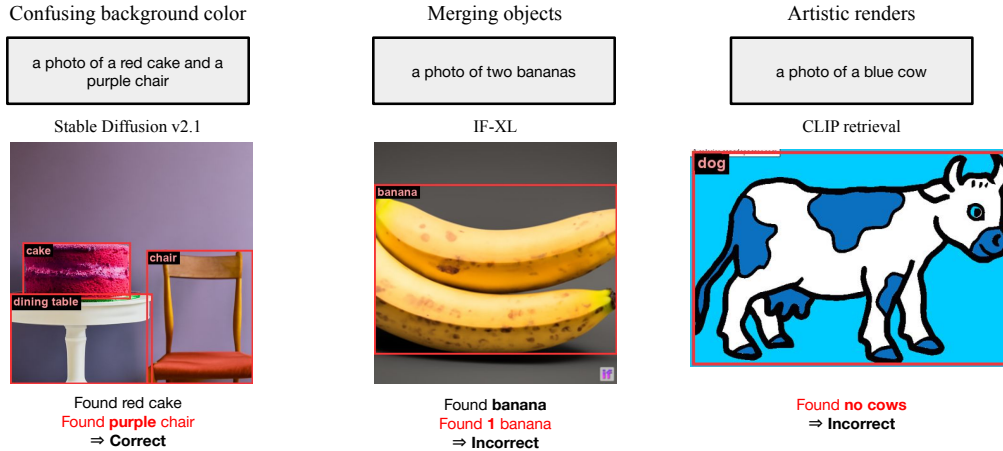 Confusing background color
a photo of a red cake and a
purple chair
Stable Diffusion v2.1
cake
chair
dining table
Found red cake
Found purple chair
⇒ Correct
Merging objects
a photo of two bananas
IF-XL
banana
if
Found banana
Found 1 banana
⇒ Incorrect
Artistic renders
a photo of a blue cow
CLIP retrieval
dog
Found no cows
⇒ Incorrect